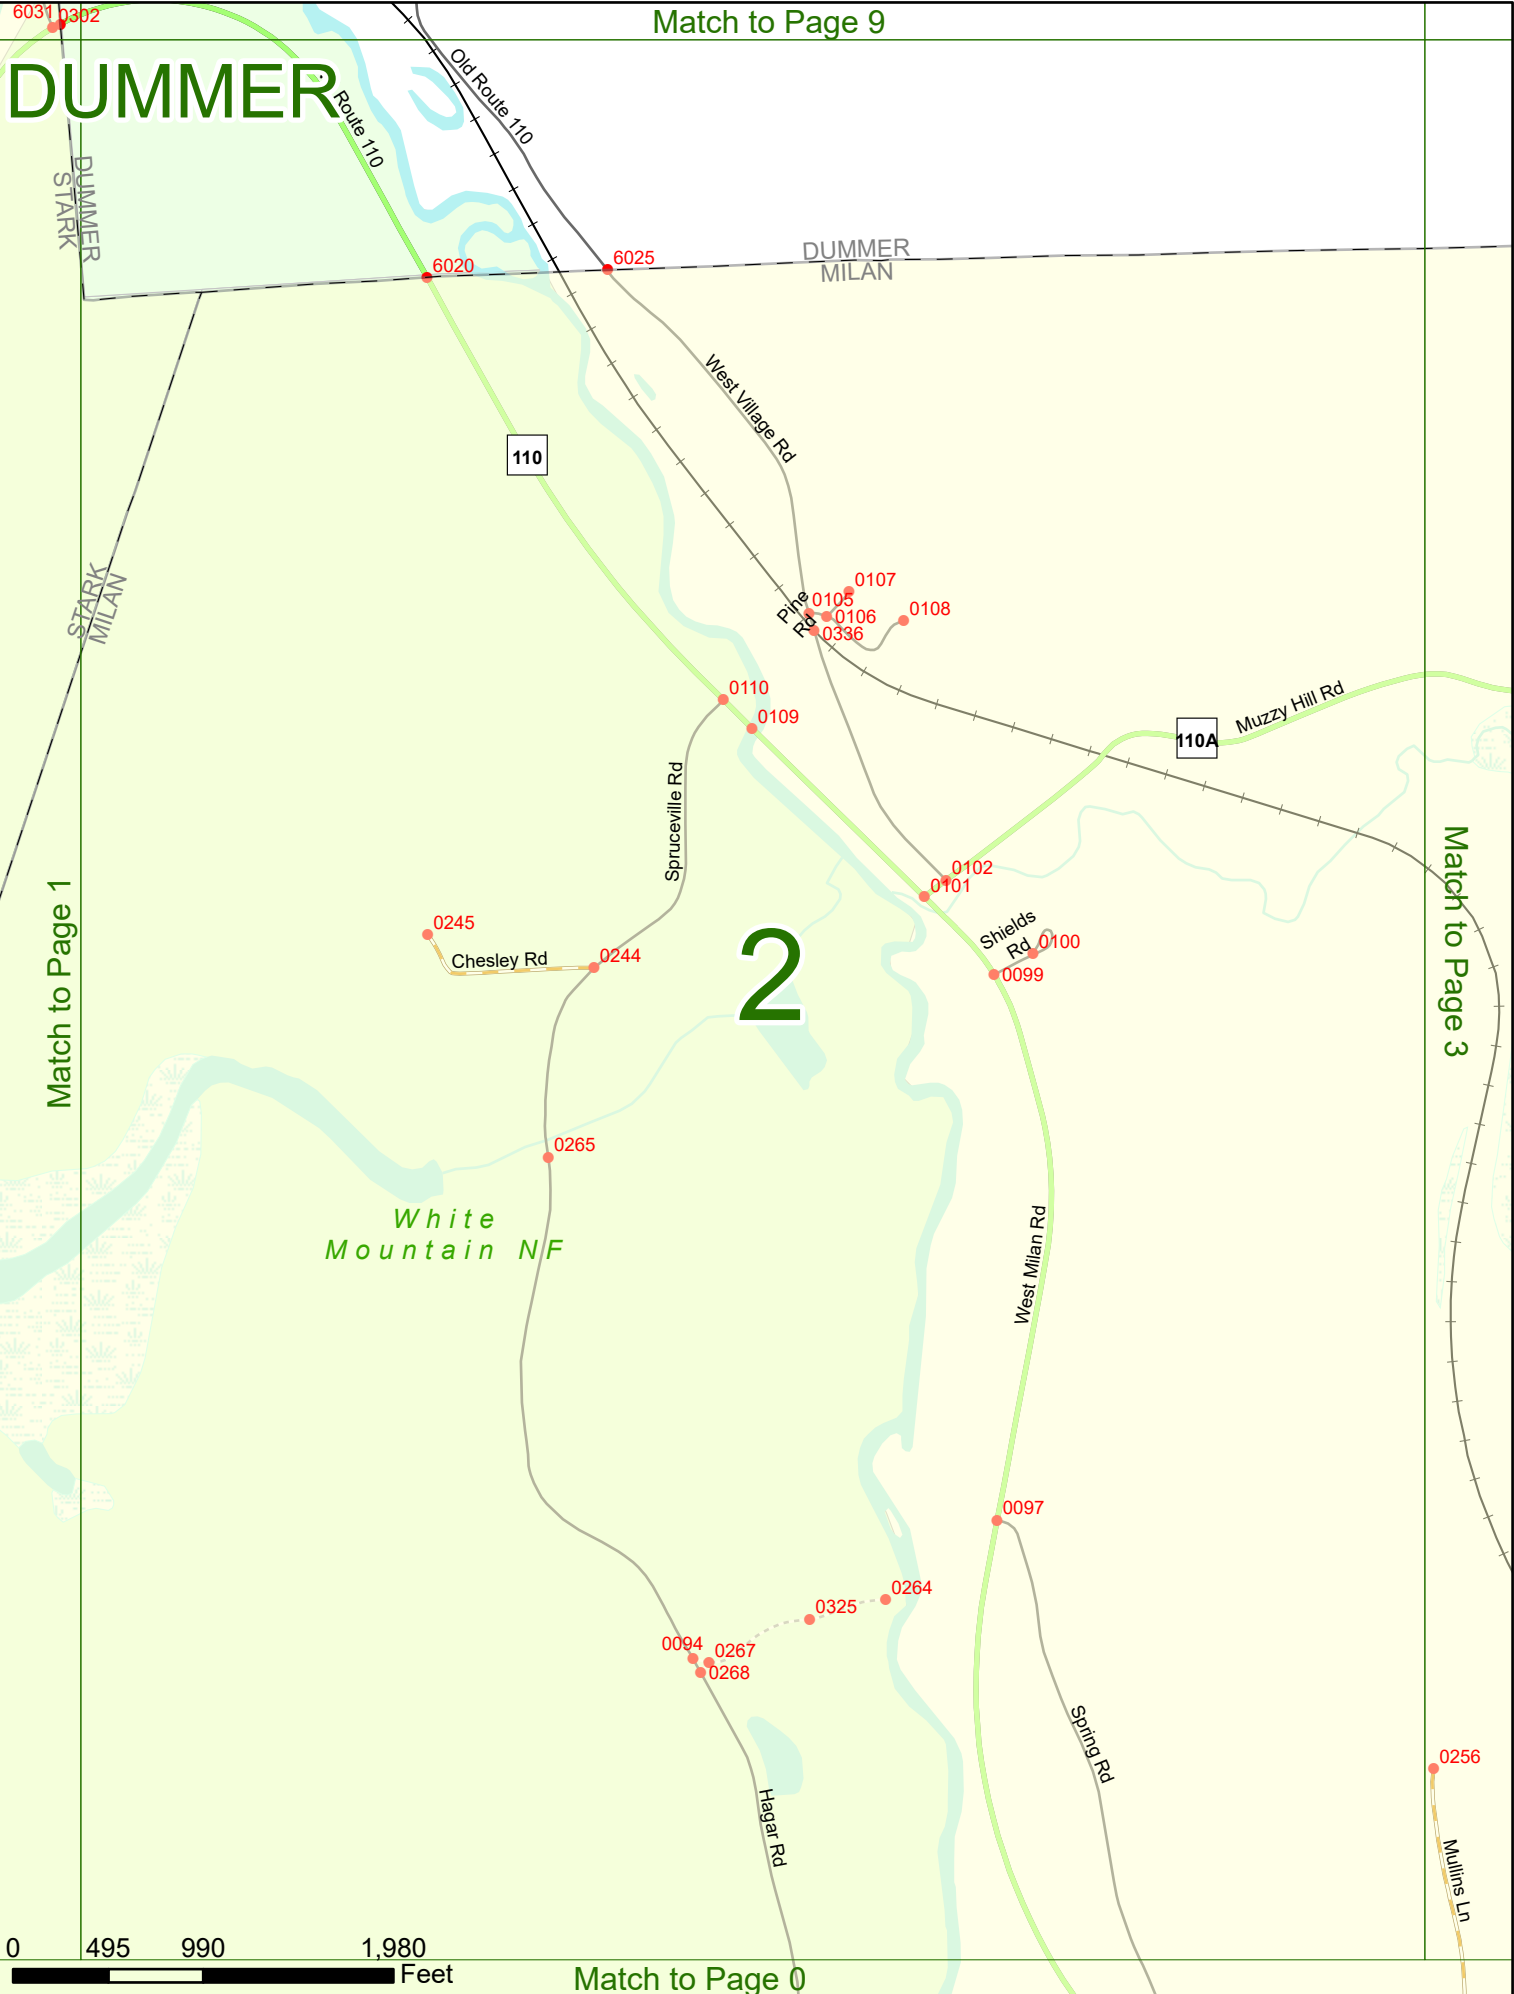 6031
0302
Match to Page 9
DUMMER
Route 110
Old Route 110
DUMMER
STARK
6020
6025
DUMMER
MILAN
West Village Rd
110
STARK
MILAN
0107
0105
0106
0108
Pine
Rd
0336
0110
0109
Muzzy Hill Rd
110A
Spruceville Rd
Match to Page 1
Match to Page 3
0102
0101
0245
Chesley Rd
0244
2
Shields
Rd
0100
0099
0265
White
Mountain NF
West Milan Rd
0097
0264
0325
0094
0267
0268
Spring Rd
0256
Hagar Rd
Mullins Ln
0
495
990
1,980
Feet
Match to Page 0